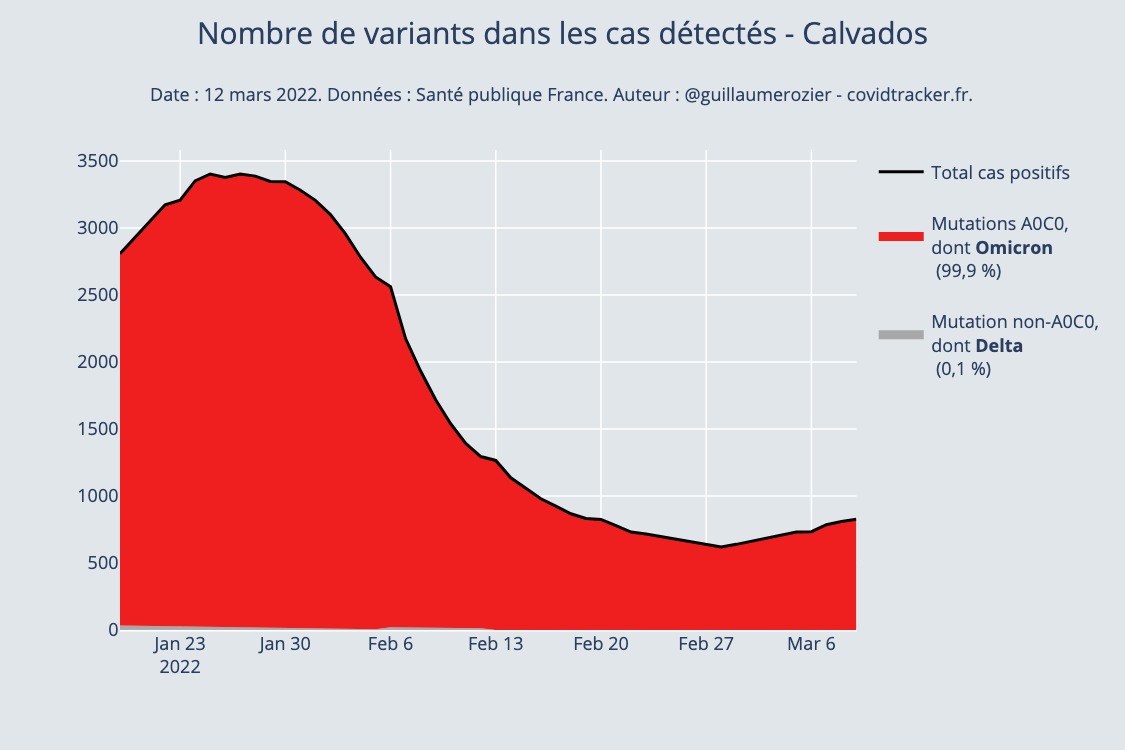 Nombre de variants dans les cas détectés - Calvados
Date : 12 mars 2022. Données : Santé publique France. Auteur : @guillaumerozier - covidtracker.fr.
3500
3000
2500
2000
1500
1000
500
0
Jan 23
2022
Jan 30
Feb 6
Feb 13
Feb 20
Feb 27
Mar 6
Total cas positifs
Mutations A0C0,
dont Omicron
(99,9 %)
Mutation non-A0C0,
dont Delta
(0,1 %)